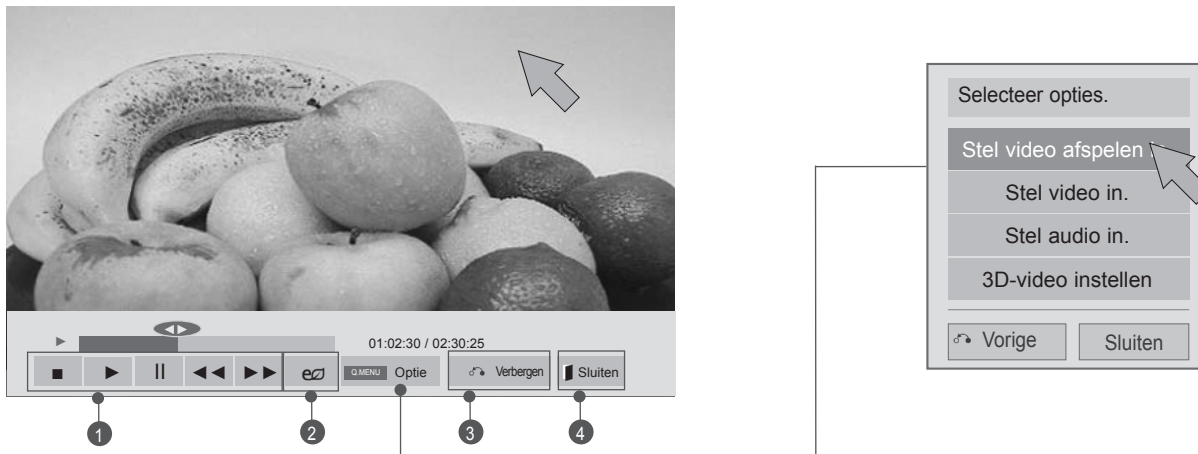 01:02:30 / 02:30:25
Q.MENU Optie
Verbergen
Sluiten
1
2
3
4
Selecteer opties.
Stel video afspelen
Stel video in.
Stel audio in.
3D-video instellen
Vorige
Sluiten